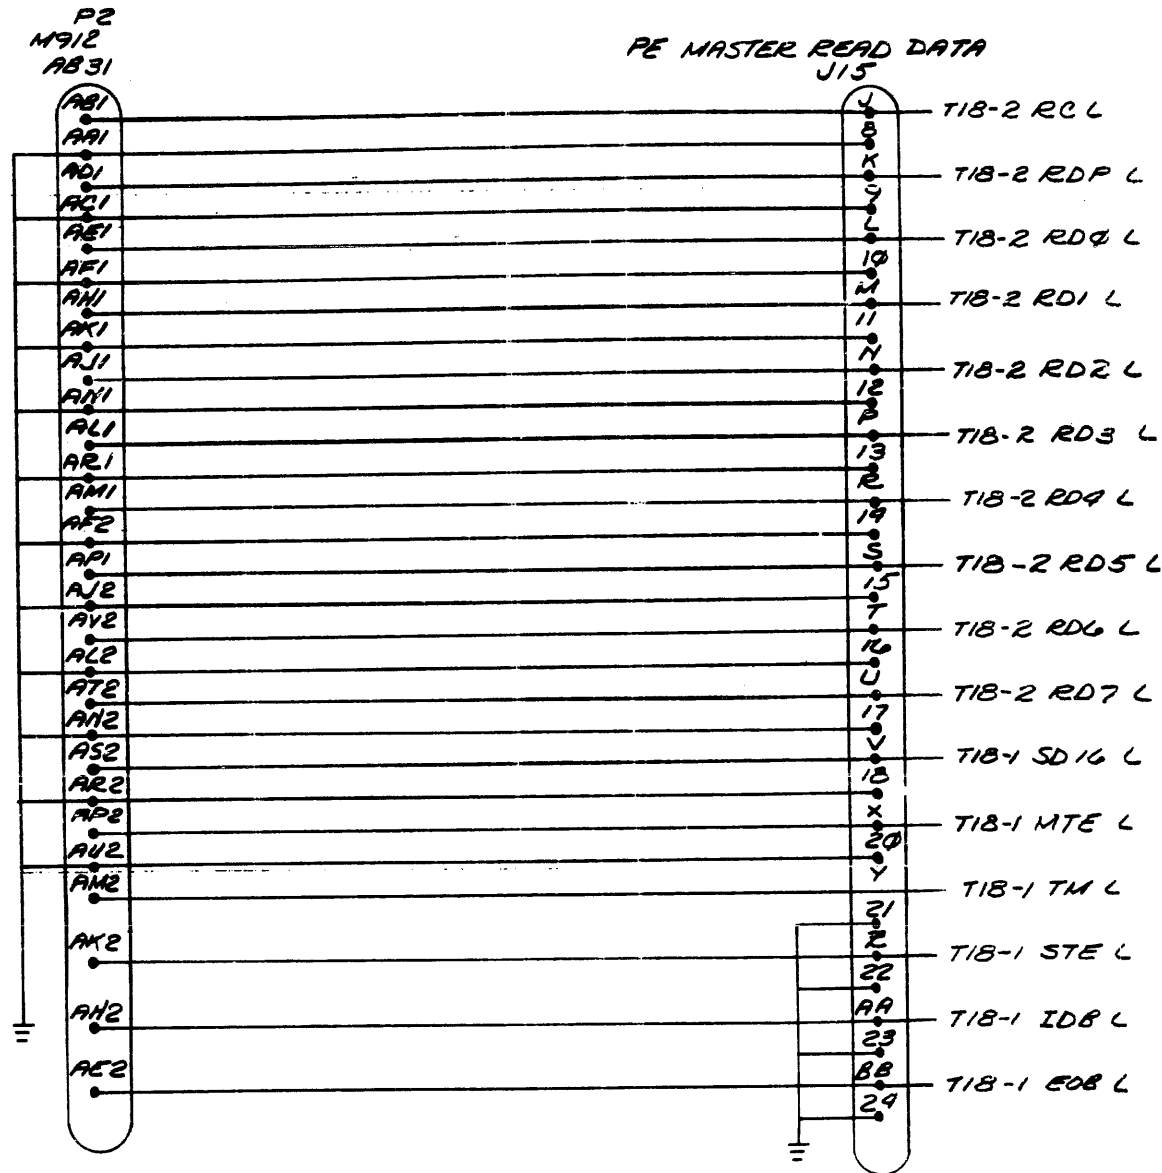 P2
M912
AB31
PE MASTER READ DATA
J15
AB1 J T18-2 RC L
AA1 8
AD1 X T18-2 RDP L
AC1
AE1 L T18-2 RDØ L
AF1 1Ø
AH1 M T18-2 RD1 L
AK1 11
AJ1 N T18-2 RD2 L
AN1 12
AL1 P T18-2 RD3 L
AR1 13
AM1 R T18-2 RD4 L
AF2 14
AP1 S T18-2 RD5 L
AJ2 15
AV2 T T18-2 RD6 L
AL2 16
AT2 U T18-2 RD7 L
AN2 17
AS2 V T18-1 SD16 L
AR2 18
AP2 X T18-1 MTE L
AU2 2Ø
AM2 Y T18-1 TM L
21
AK2 Z T18-1 STE L
22
AH2 AA T18-1 IDB L
23
AE2 BB T18-1 EOB L
24